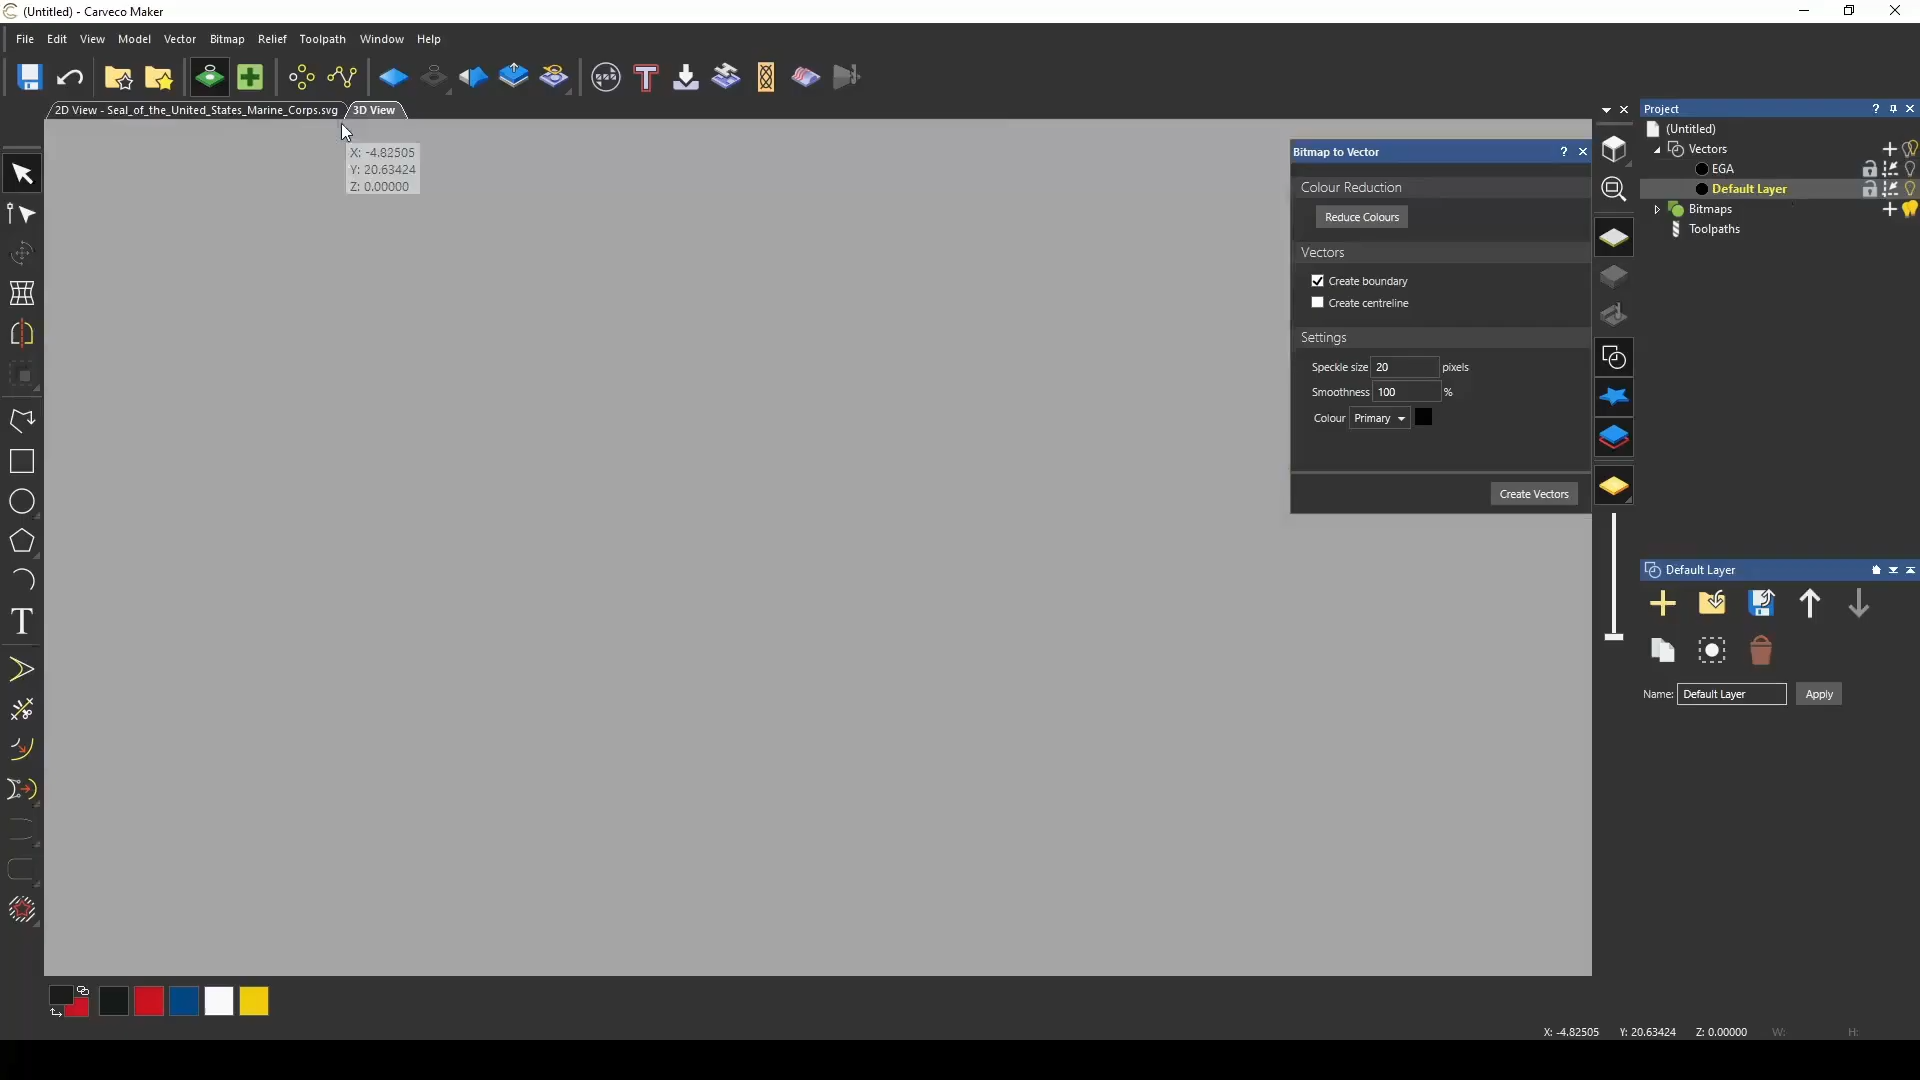 (Untitled) - Carveco Maker
File Edit View Model Vector Bitmap Relief Toolpath Window Help
2D View - Seal_of_the_United_States_Marine_Corps.svg
3D View
X: -4.82505
Y: 20.63424
Z: 0.00000
Bitmap to Vector ?
Colour Reduction
Reduce Colours
Vectors
Create boundary
Create centreline
Settings
Speckle size 20 pixels
Smoothness 100 %
Colour Primary
Create Vectors
Project ?
(Untitled)
Vectors
EGA
Default Layer
Bitmaps
Toolpaths
Default Layer
Name: Default Layer Apply
X: -4.82505 Y: 20.63424 Z: 0.00000 W: H: